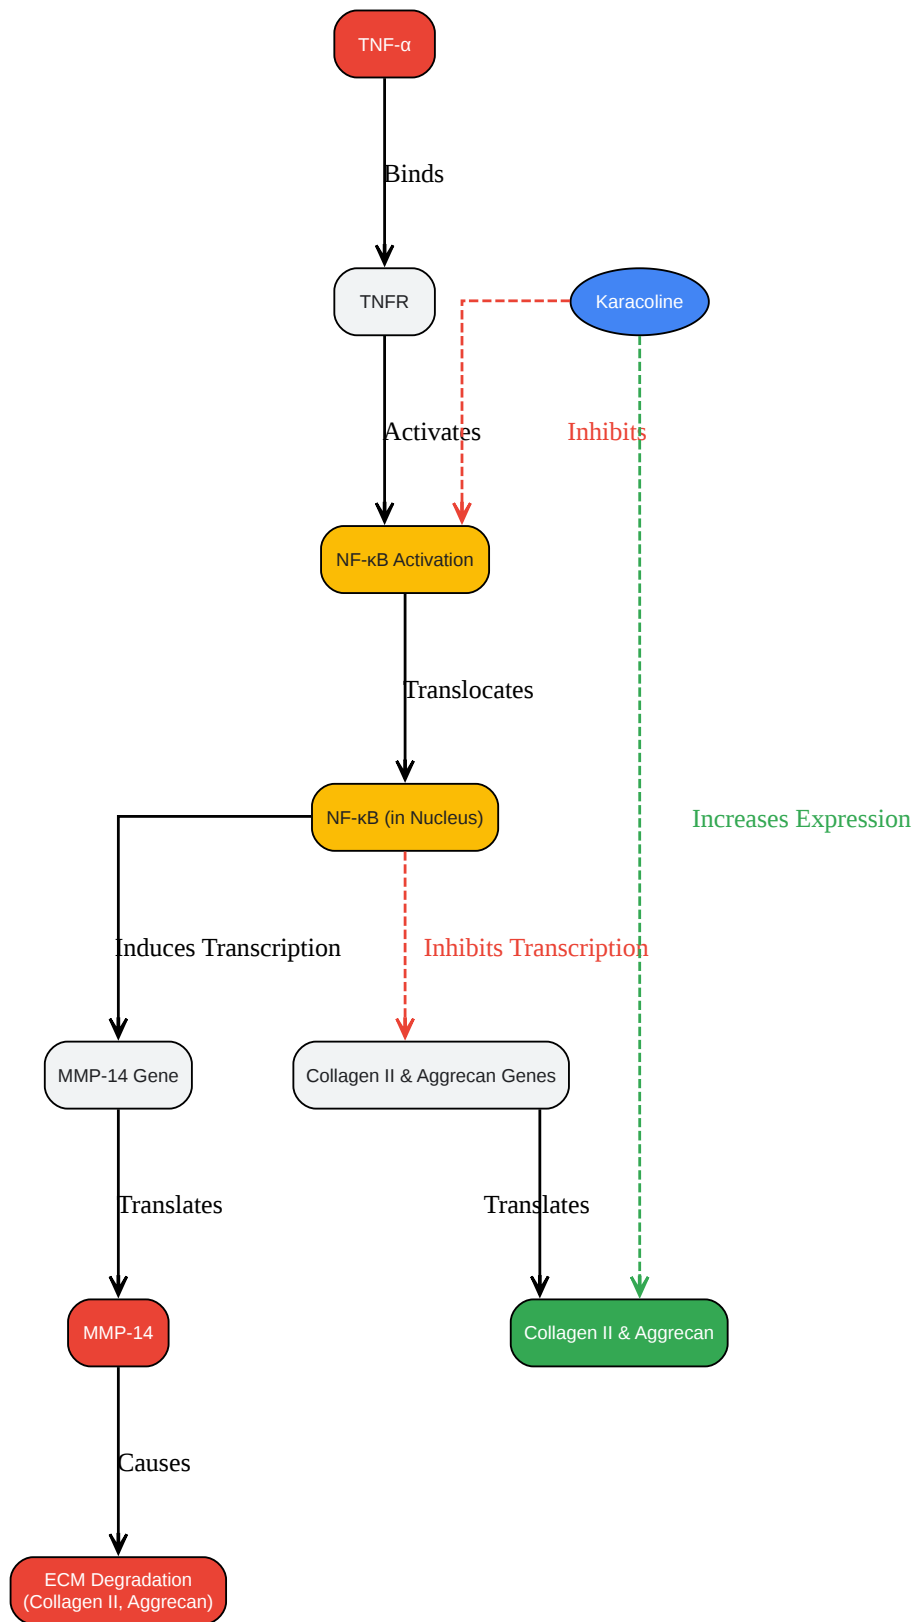 TNF-α
Binds
TNFR
Karacoline
Activates
Inhibits
NF-κB Activation
Translocates
NF-κB (in Nucleus)
Increases Expression
Induces Transcription
Inhibits Transcription
MMP-14 Gene
Collagen II & Aggrecan Genes
Translates
Translates
MMP-14
Collagen II & Aggrecan
Causes
ECM Degradation
(Collagen II, Aggrecan)